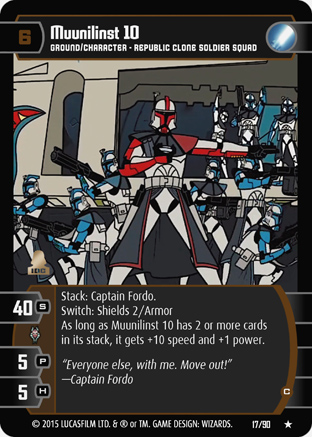 6
Muunilinst 10
GROUND/CHARACTER - REPUBLIC CLONE SOLDIER SQUAD
40 S
5 P
5 H
Stack: Captain Fordo.
Switch: Shields 2/Armor
As long as Muunilinst 10 has 2 or more cards
in its stack, it gets +10 speed and +1 power.
“Everyone else, with me. Move out!”
—Captain Fordo
C
© 2015 LUCASFILM LTD. & ® or TM. GAME DESIGN: WIZARDS.
17/90